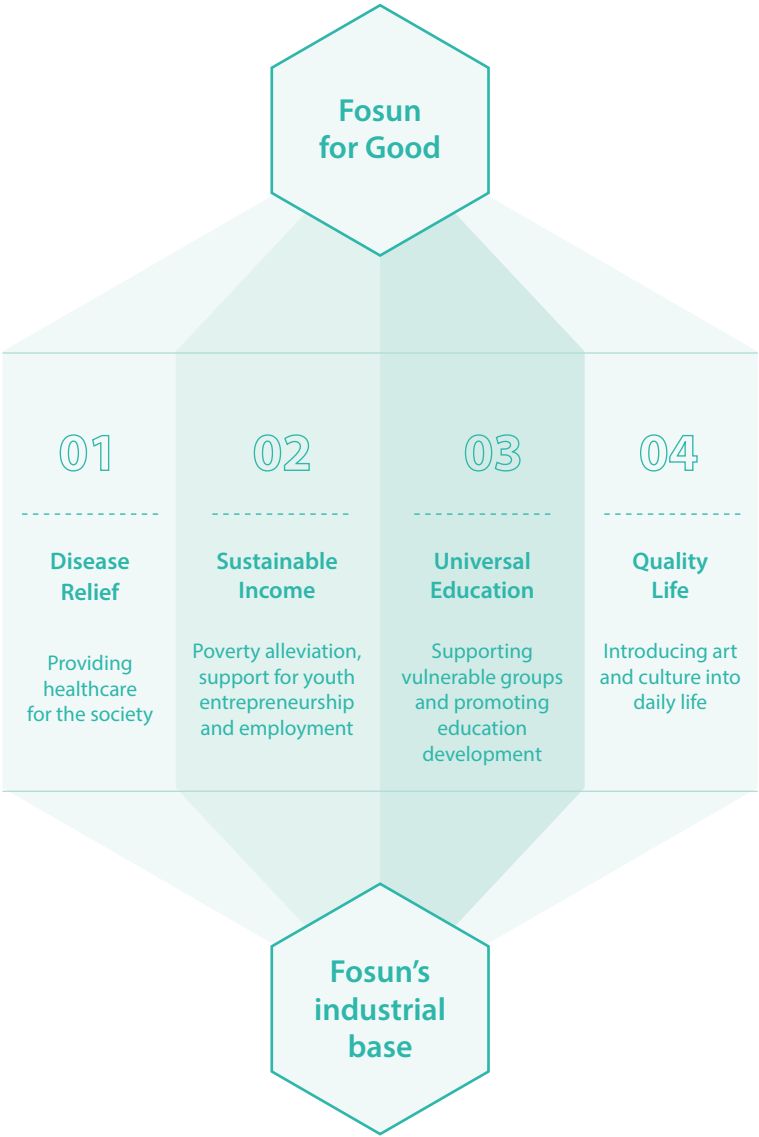 Fosun
for Good
01
Disease
Relief
Providing
healthcare
for the society
02
Sustainable
Income
Poverty alleviation,
support for youth
entrepreneurship
and employment
03
Universal
Education
Supporting
vulnerable groups
and promoting
education
development
04
Quality
Life
Introducing art
and culture into
daily life
Fosun’s
industrial
base